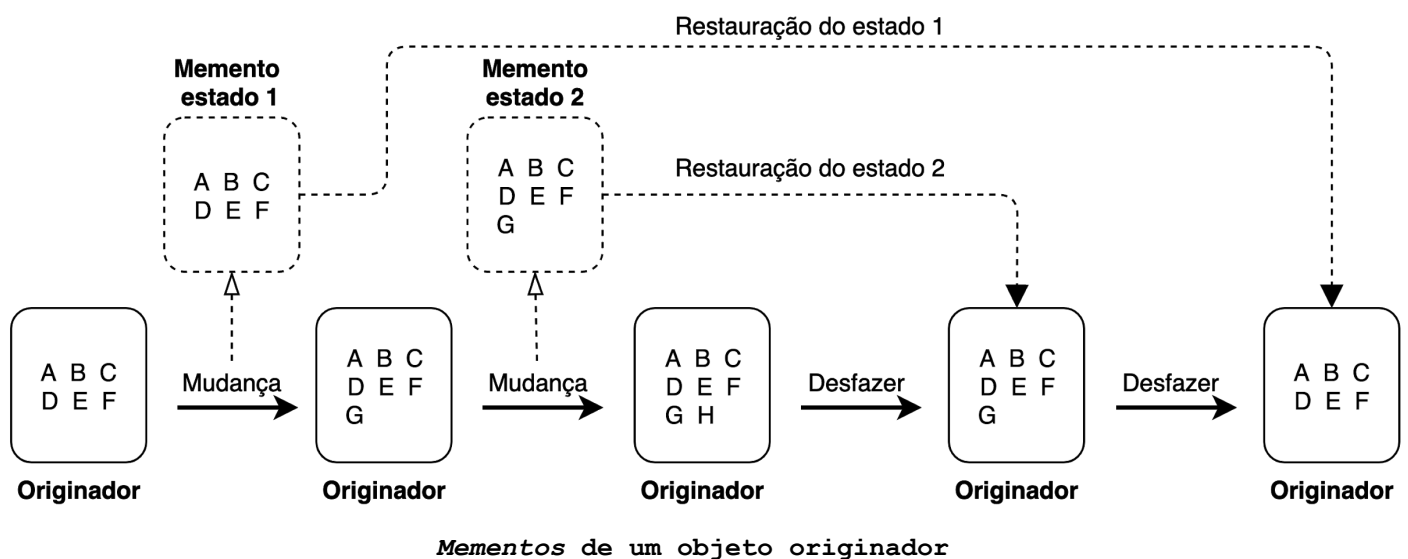 Restauração do estado 1
Memento
estado 1
Memento
estado 2
A B C
D E F
A B C
D E F
G
Restauração do estado 2
A B C
D E F
Mudança
A B C
D E F
G
Mudança
A B C
D E F
G H
Desfazer
A B C
D E F
G
Desfazer
A B C
D E F
Originador
Originador
Originador
Originador
Originador
Mementos de um objeto originador